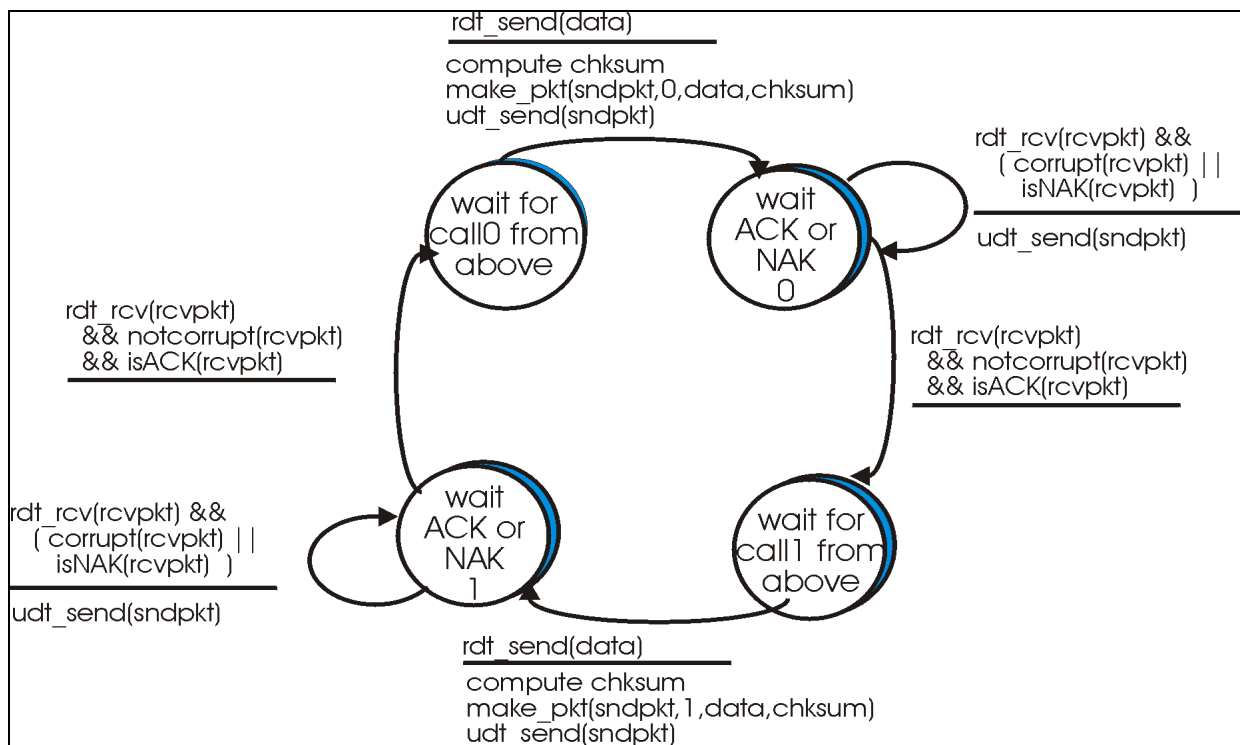 rdt_send(data)
compute chksum
make_pkt(sndpkt,0,data,chksum)
udt_send(sndpkt)
rdt_rcv(rcvpkt) &&
( corrupt(rcvpkt) ||
isNAK(rcvpkt) )
udt_send(sndpkt)
wait for
call0 from
above
wait
ACK or
NAK
0
rdt_rcv(rcvpkt)
&& notcorrupt(rcvpkt)
&& isACK(rcvpkt)
rdt_rcv(rcvpkt)
&& notcorrupt(rcvpkt)
&& isACK(rcvpkt)
rdt_rcv(rcvpkt) &&
( corrupt(rcvpkt) ||
isNAK(rcvpkt) )
udt_send(sndpkt)
wait
ACK or
NAK
1
wait for
call1 from
above
rdt_send(data)
compute chksum
make_pkt(sndpkt,1,data,chksum)
udt_send(sndpkt)